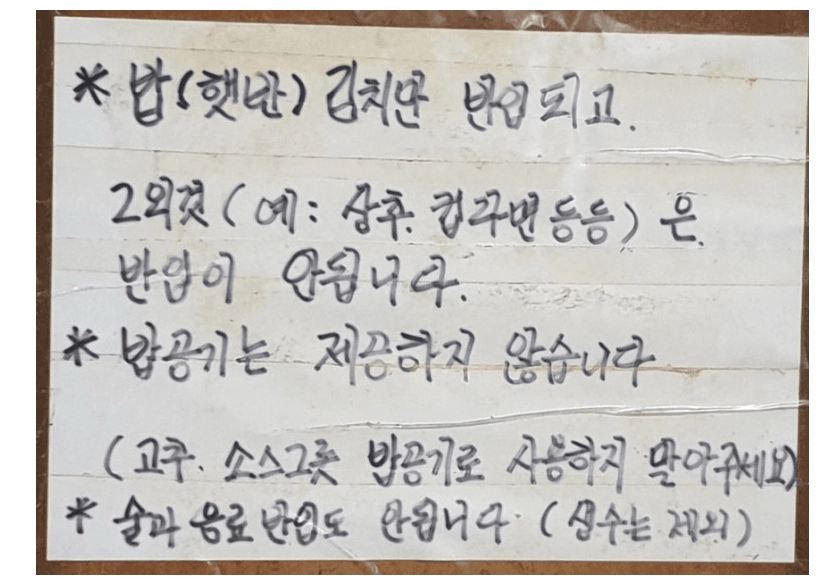 * 밥(햇반) 김치만 반입되고.
그외것(예: 상추. 컵라면 등등)은.
반입이 안됩니다.
* 밥공기는 제공하지 않습니다
(고추. 소스그릇 밥공기로 사용하지 말아주세요)
* 술과 음료 반입도 안됩니다. (생수는 제외)